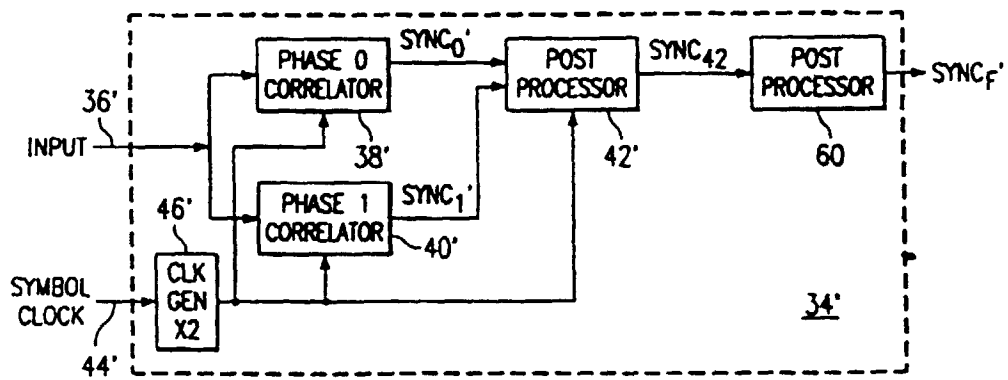 36'
INPUT
PHASE 0
CORRELATOR
38'
SYNC0'
POST
PROCESSOR
42'
SYNC42
POST
PROCESSOR
60
SYNCF'
PHASE 1
CORRELATOR
40'
SYNC1'
46'
SYMBOL
CLOCK
44'
CLK
GEN
X2
34'